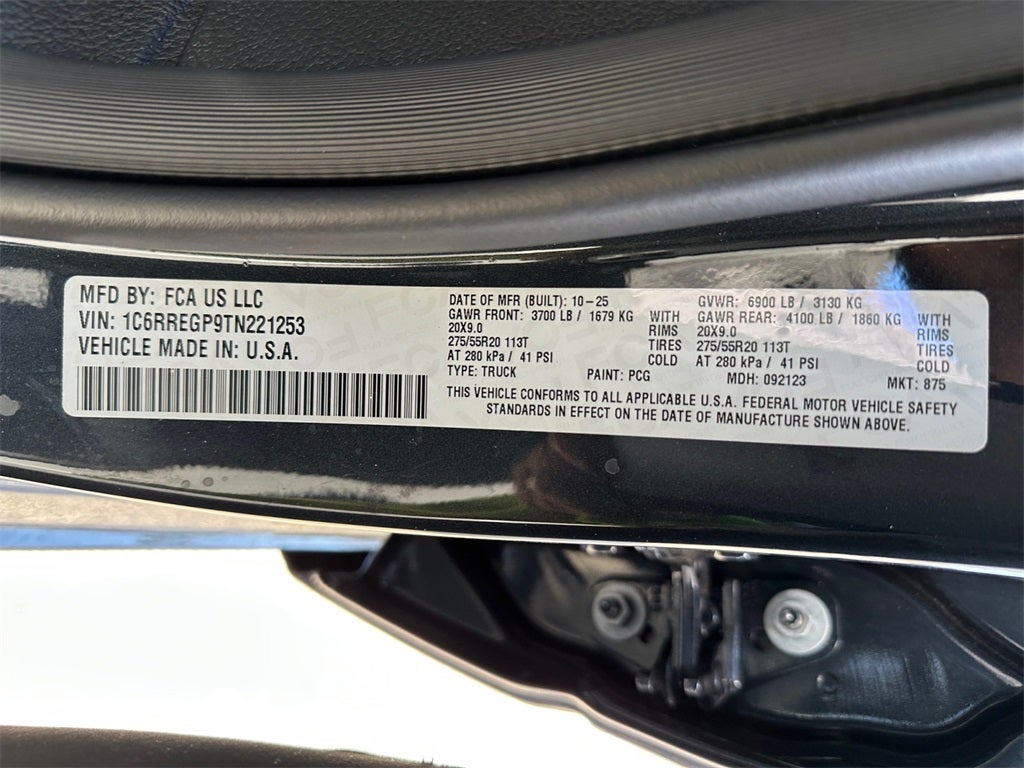 MFD BY: FCA US LLC
VIN: 1C6RREGP9TN221253
VEHICLE MADE IN: U.S.A.
DATE OF MFR (BUILT): 10-25 GVWR: 6900 LB / 3130 KG
GAWR FRONT: 3700 LB / 1679 KG WITH GAWR REAR: 4100 LB / 1860 KG WITH
20X9.0 RIMS 20X9.0 RIMS
275/55R20 113T TIRES 275/55R20 113T TIRES
AT 280 kPa / 41 PSI COLD AT 280 kPa / 41 PSI COLD
TYPE: TRUCK PAINT: PCG MDH: 092123 MKT: 875
THIS VEHICLE CONFORMS TO ALL APPLICABLE U.S.A. FEDERAL MOTOR VEHICLE SAFETY
STANDARDS IN EFFECT ON THE DATE OF MANUFACTURE SHOWN ABOVE.